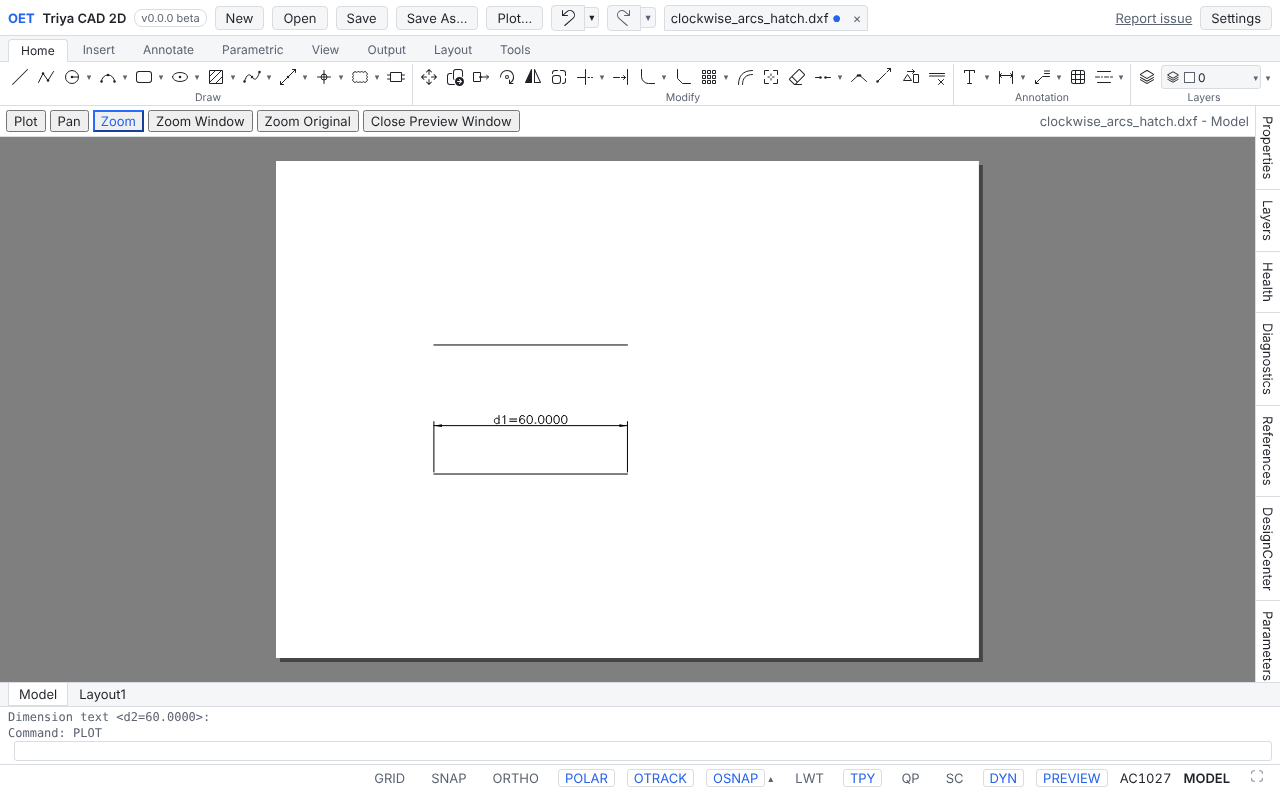 OET Triya CAD 2D v0.0.0 beta New Open Save Save As... Plot... clockwise_arcs_hatch.dxf × Report issue Settings
Home Insert Annotate Parametric View Output Layout Tools
0
Draw Modify Annotation Layers
Plot Pan Zoom Zoom Window Zoom Original Close Preview Window clockwise_arcs_hatch.dxf - Model
Properties
Layers
Health
Diagnostics
References
DesignCenter
Parameters
d1=60.0000
Model Layout1
Dimension text <d2=60.0000>:
Command: PLOT
GRID SNAP ORTHO POLAR OTRACK OSNAP LWT TPY QP SC DYN PREVIEW AC1027 MODEL